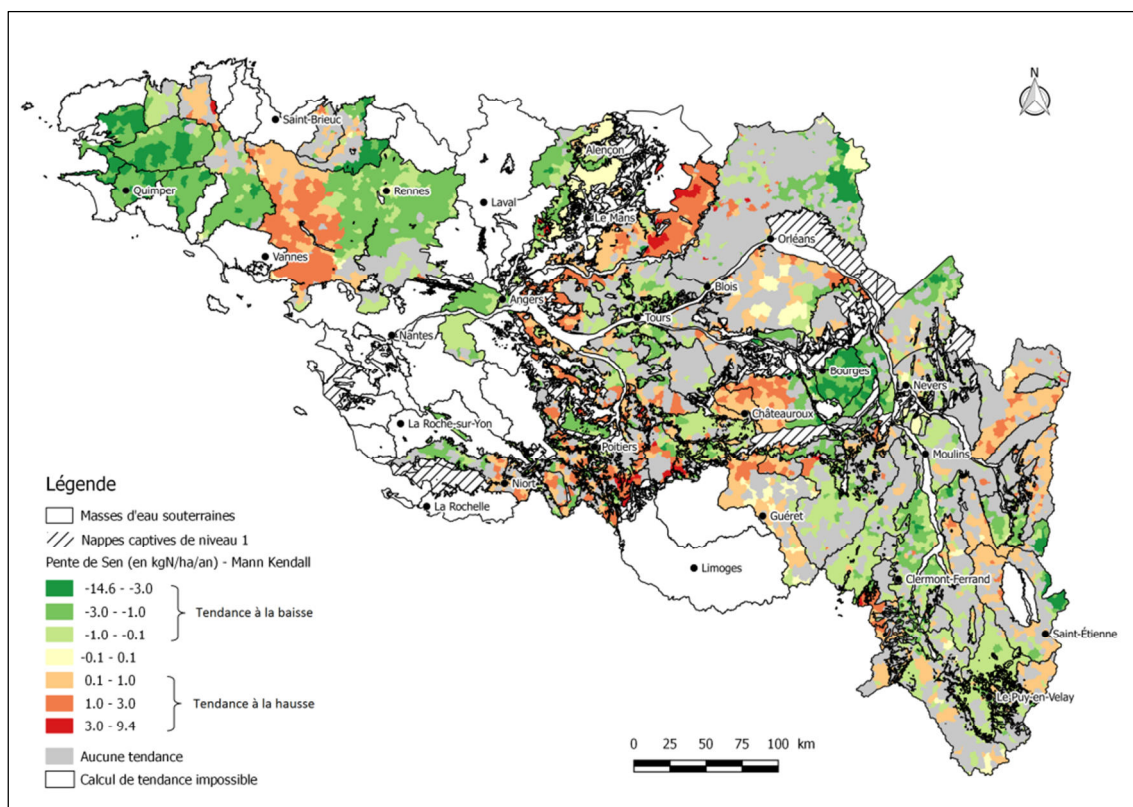 N
Saint-Brieuc
Alençon
Quimper
Rennes
Laval
Le Mans
Orléans
Vannes
Blois
Angers
Tours
Nantes
Bourges
Nevers
Châteauroux
La Roche-sur-Yon
Poitiers
Moulins
Niort
La Rochelle
Guéret
Limoges
Clermont-Ferrand
Saint-Étienne
Le Puy-en-Velay
Légende
Masses d'eau souterraines
Nappes captives de niveau 1
Pente de Sen (en kgN/ha/an) - Mann Kendall
-14.6 - -3.0
-3.0 - -1.0 Tendance à la baisse
-1.0 - -0.1
-0.1 - 0.1
0.1 - 1.0
1.0 - 3.0 Tendance à la hausse
3.0 - 9.4
Aucune tendance
Calcul de tendance impossible
0 25 50 75 100 km